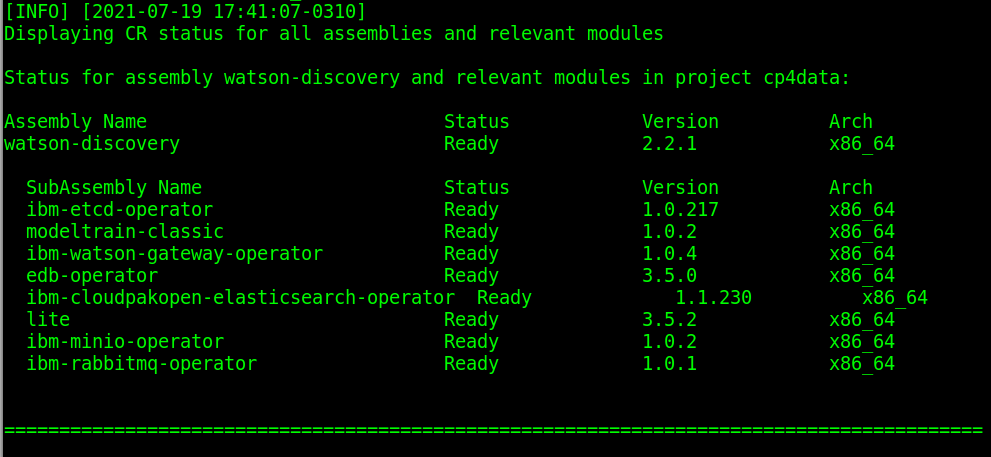 [INFO] [2021-07-19 17:41:07-0310]
Displaying CR status for all assemblies and relevant modules
Status for assembly watson-discovery and relevant modules in project cp4data:
Assembly Name Status Version Arch
watson-discovery Ready 2.2.1 x86_64
SubAssembly Name Status Version Arch
ibm-etcd-operator Ready 1.0.217 x86_64
modeltrain-classic Ready 1.0.2 x86_64
ibm-watson-gateway-operator Ready 1.0.4 x86_64
edb-operator Ready 3.5.0 x86_64
ibm-cloudpakopen-elasticsearch-operator Ready 1.1.230 x86_64
lite Ready 3.5.2 x86_64
ibm-minio-operator Ready 1.0.2 x86_64
ibm-rabbitmq-operator Ready 1.0.1 x86_64
=========================================================================================